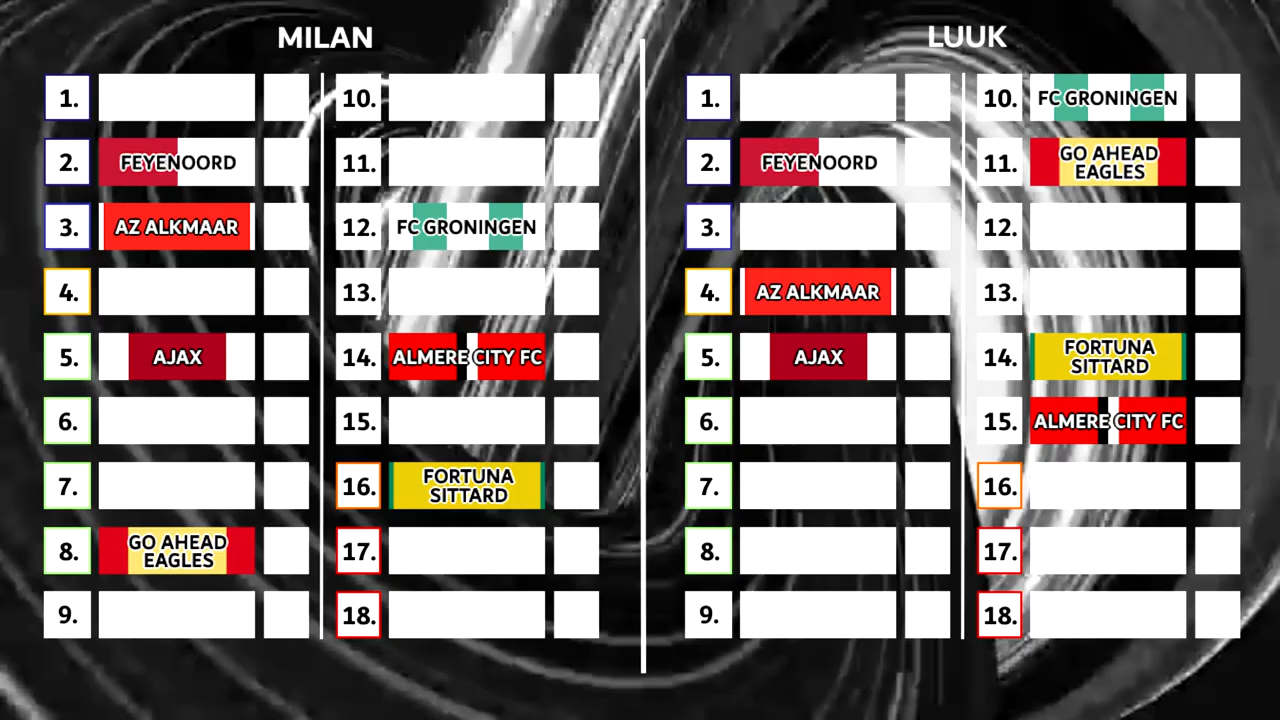 MILAN
1.
2. FEYENOORD
3. AZ ALKMAAR
4.
5. AJAX
6.
7.
8. GO AHEAD
EAGLES
9.
10.
11.
12. FC GRONINGEN
13.
14. ALMERE CITY FC
15.
16. FORTUNA
SITTARD
17.
18.
LUUK
1.
2. FEYENOORD
3.
4. AZ ALKMAAR
5. AJAX
6.
7.
8.
9.
10. FC GRONINGEN
11. GO AHEAD
EAGLES
12.
13.
14. FORTUNA
SITTARD
15. ALMERE CITY FC
16.
17.
18.